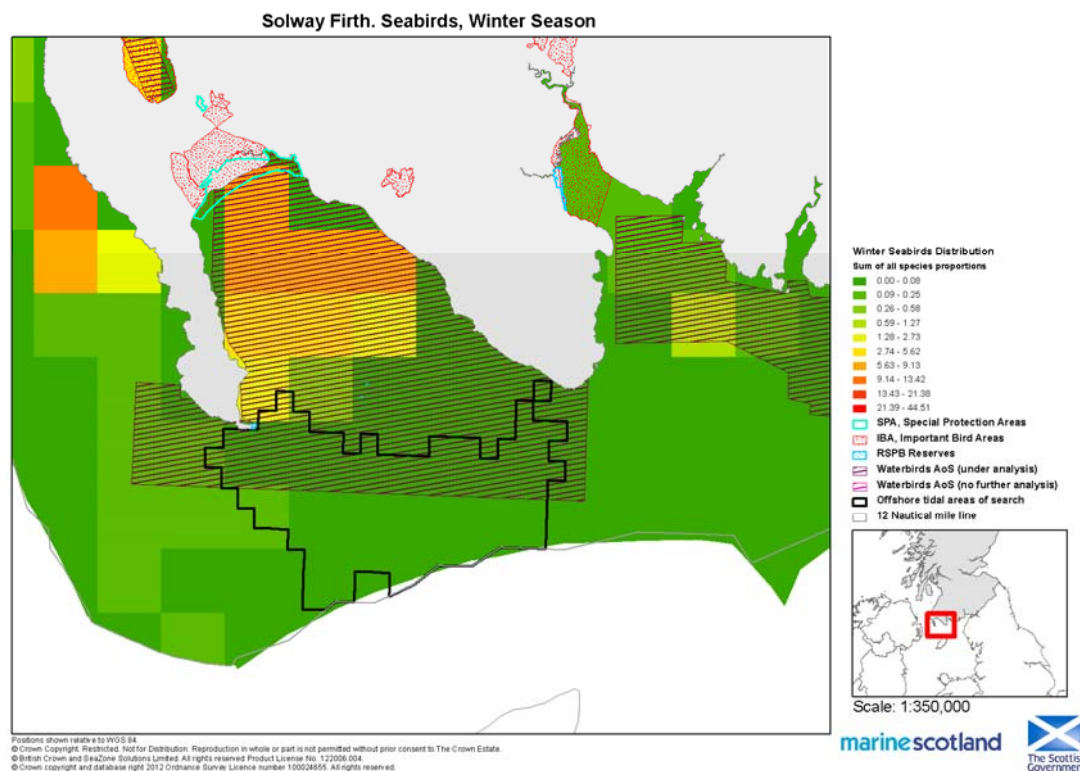 Solway Firth. Seabirds, Winter Season
Winter Seabirds Distribution
Sum of all species proportions
0.00 - 0.08
0.09 - 0.25
0.26 - 0.58
0.59 - 1.27
1.28 - 2.73
2.74 - 5.62
5.63 - 9.13
9.14 - 13.42
13.43 - 21.38
21.39 - 44.51
SPA, Special Protection Areas
IBA, Important Bird Areas
RSPB Reserves
Waterbirds AoS (under analysis)
Waterbirds AoS (no further analysis)
Offshore tidal areas of search
12 Nautical mile line
Scale: 1:350,000
Positions shown relative to WGS 84.
© Crown Copyright. Restricted. Not for Distribution. Reproduction in whole or part is not permitted without prior consent to The Crown Estate.
© British Crown and SeaZone Solutions Limited. All rights reserved Product License No. 122006.004.
© Crown copyright and database right 2012 Ordnance Survey Licence number 100024655. All rights reserved.
marinescotland
The Scottis
Governme